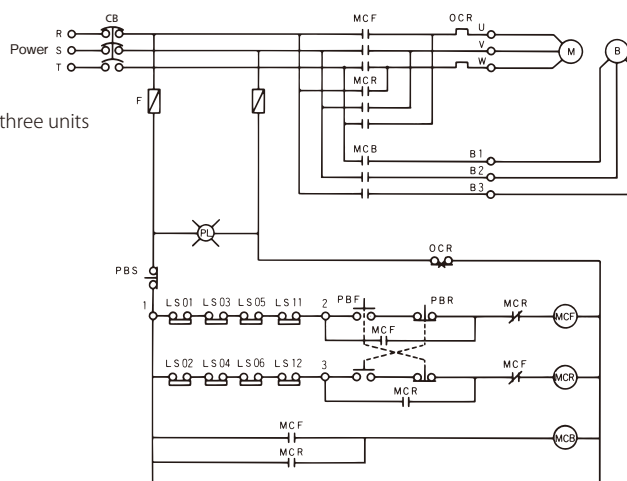 CB MCF OCR
R U
Power S V M B
T W
MCR
F
three units
MCB
B1
B2
B3
PL
OCR
PBS
1 LS01 LS03 LS05 LS11 2 PBF PBR MCR MCF
MCF
LS02 LS04 LS06 LS12 3 MCF MCR
MCR
MCF MCB
MCR